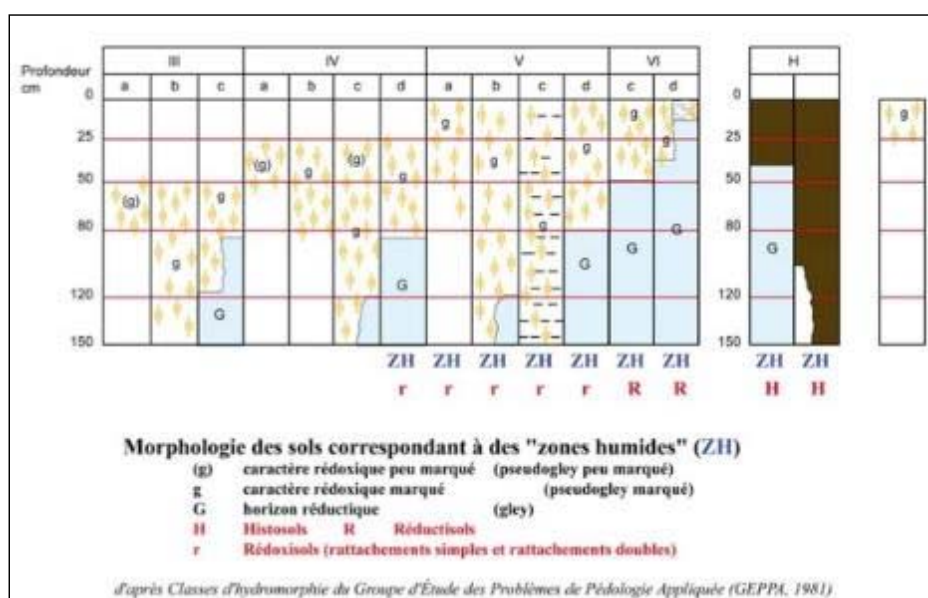 III IV V VI H
Profondeur
cm
a b c a b c d a b c d c d
0 0
25 25
50 50
80 80
120 120
150 150
(g) g g g G
(g) g (g) g g G
g g g g G
g G g G
G
g
ZH ZH ZH ZH ZH ZH ZH ZH ZH
r r r r r R R H H
Morphologie des sols correspondant à des "zones humides" (ZH)
(g) caractère rédoxique peu marqué (pseudogley peu marqué)
g caractère rédoxique marqué (pseudogley marqué)
G horizon réductique (gley)
H Histosols R Réductisols
r Rédoxisols (rattachements simples et rattachements doubles)
d'après Classes d'hydromorphie du Groupe d'Étude des Problèmes de Pédologie Appliquée (GEPPA, 1981)